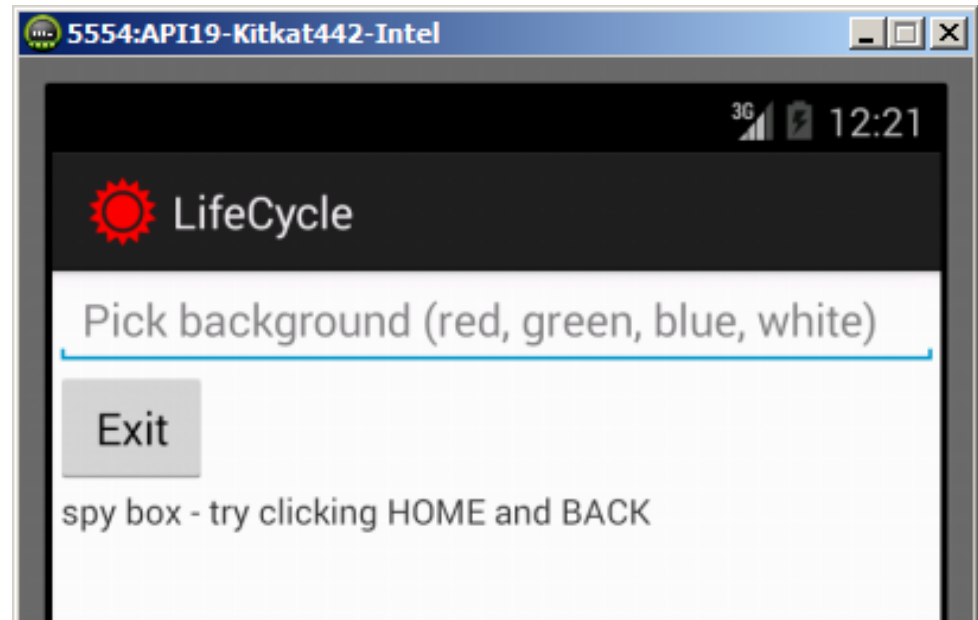 5554:API19-Kitkat442-Intel
3G 12:21
LifeCycle
Pick background (red, green, blue, white)
Exit
spy box - try clicking HOME and BACK